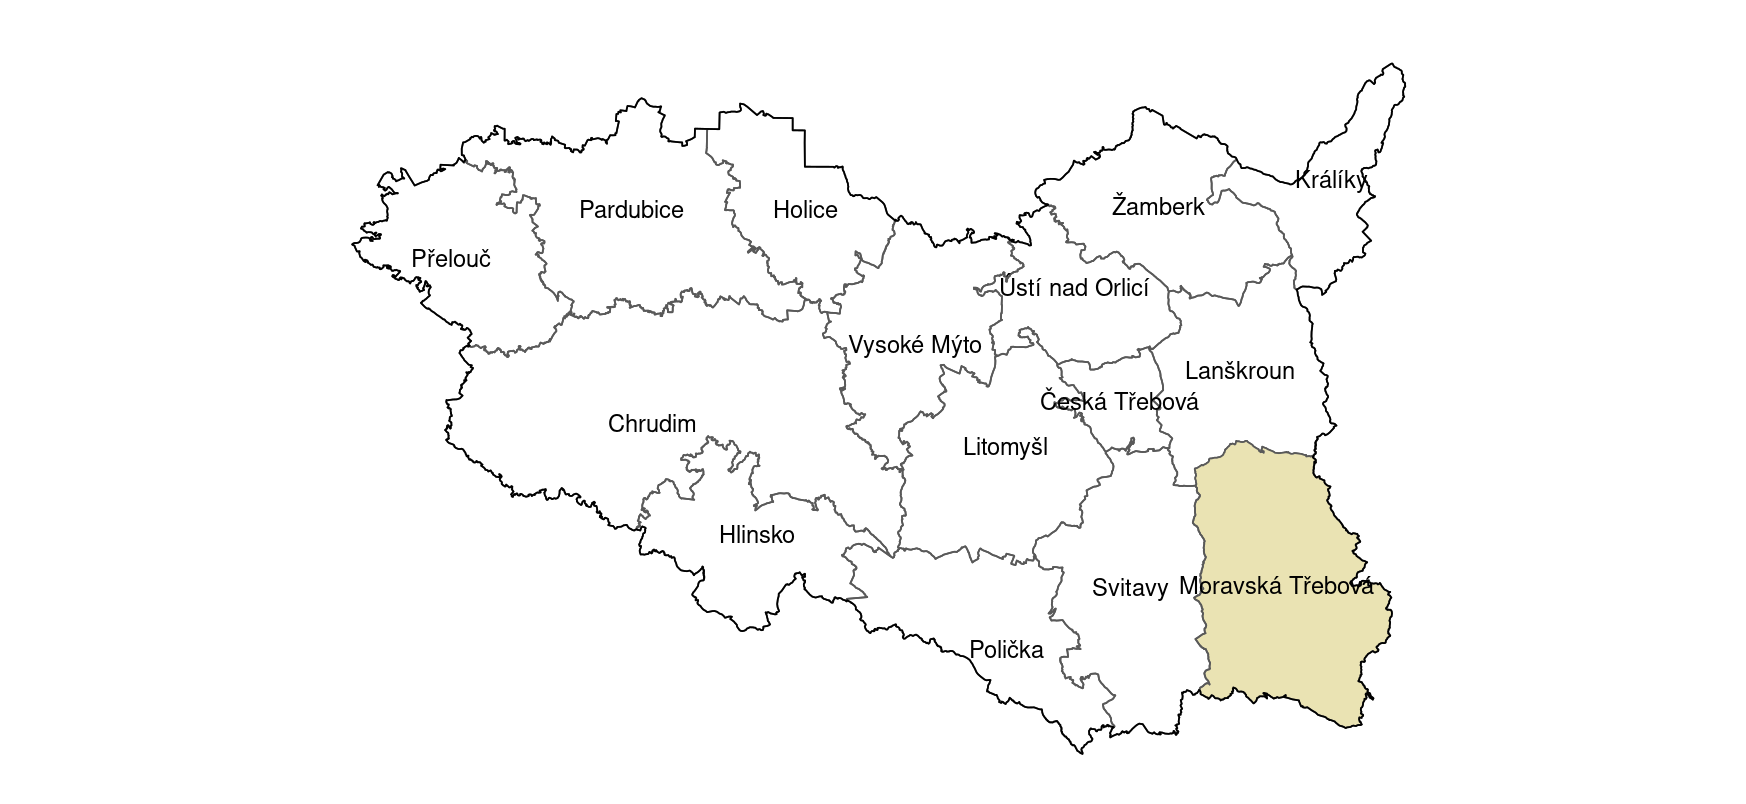 Králíky
Žamberk
Pardubice
Holice
Přelouč
Ústí nad Orlicí
Vysoké Mýto
Lanškroun
Česká Třebová
Chrudim
Litomyšl
Hlinsko
Svitavy
Moravská Třebová
Polička